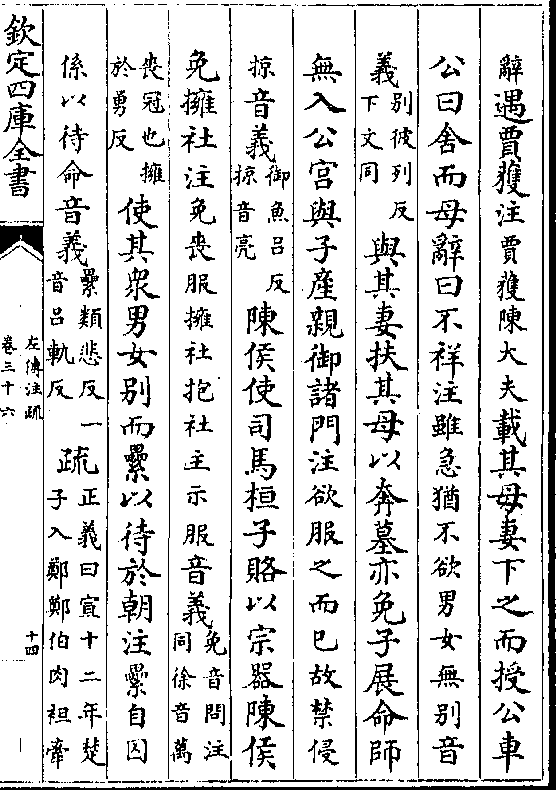 辭遇賈獲注賈獲陳大夫載其母妻下之而授公車
公曰舍而母辭曰不祥注雖急猶不欲男女無別音
義別彼列反下文同與其妻扶其母以奔墓亦免子展命師
無入公宮與子產親御諸門注欲服之而已故禁侵
掠音義御魚呂反掠音亮陳侯使司馬桓子賂以宗器陳侯
免擁社注免喪服擁社抱社主示服音義免音問注同徐音萬
喪冠也擁於勇反使其衆男女別而纍以待於朝注纍自囚
係以待命音義纍類悲反一音呂軌反疏正義曰宣十二年楚子入鄭鄭伯肉袒牽
欽定四庫全書
左傳注疏
卷三十六
十四